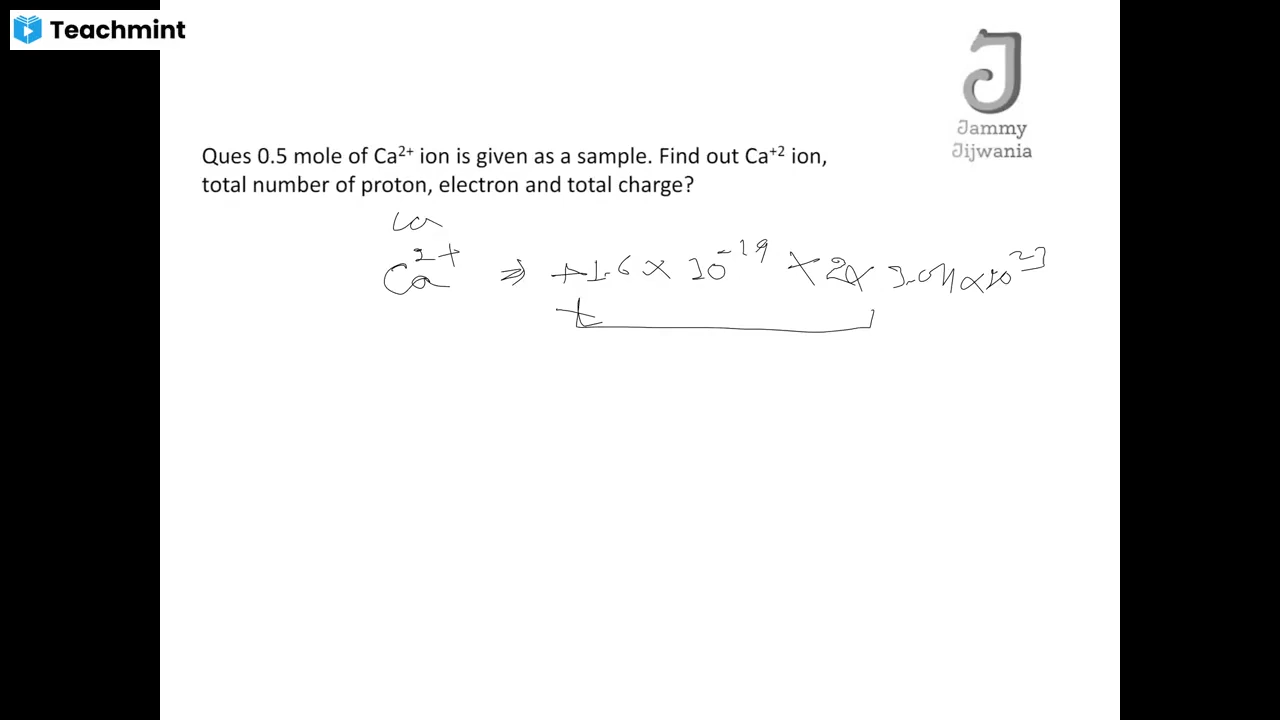 Teachmint
Jammy
Jijwania
Ques 0.5 mole of Ca²⁺ ion is given as a sample. Find out Ca⁺² ion,
total number of proton, electron and total charge?
Ca
Ca²⁺ ⇒ +1.6 × 10⁻¹⁹ × 2 × 3.011 × 10²³
+